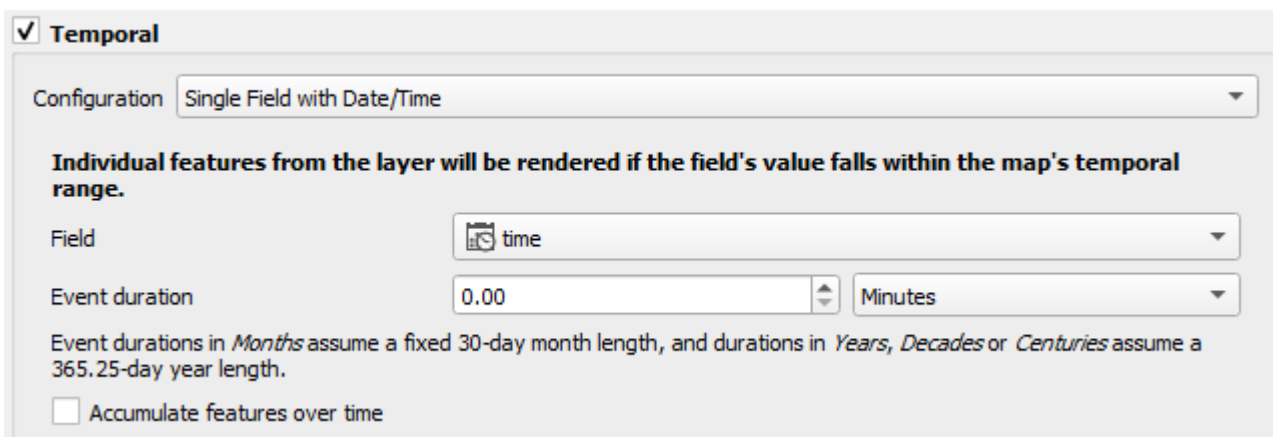 Temporal
Configuration Single Field with Date/Time
Individual features from the layer will be rendered if the field's value falls within the map's temporal
range.
Field time
Event duration 0.00 Minutes
Event durations in Months assume a fixed 30-day month length, and durations in Years, Decades or Centuries assume a
365.25-day year length.
Accumulate features over time